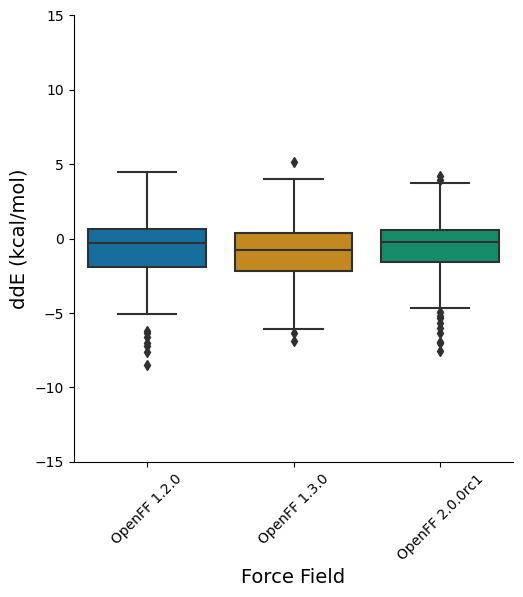 15
10
5
0
−5
−10
−15
ddE (kcal/mol)
OpenFF 1.2.0
OpenFF 1.3.0
OpenFF 2.0.0rc1
Force Field